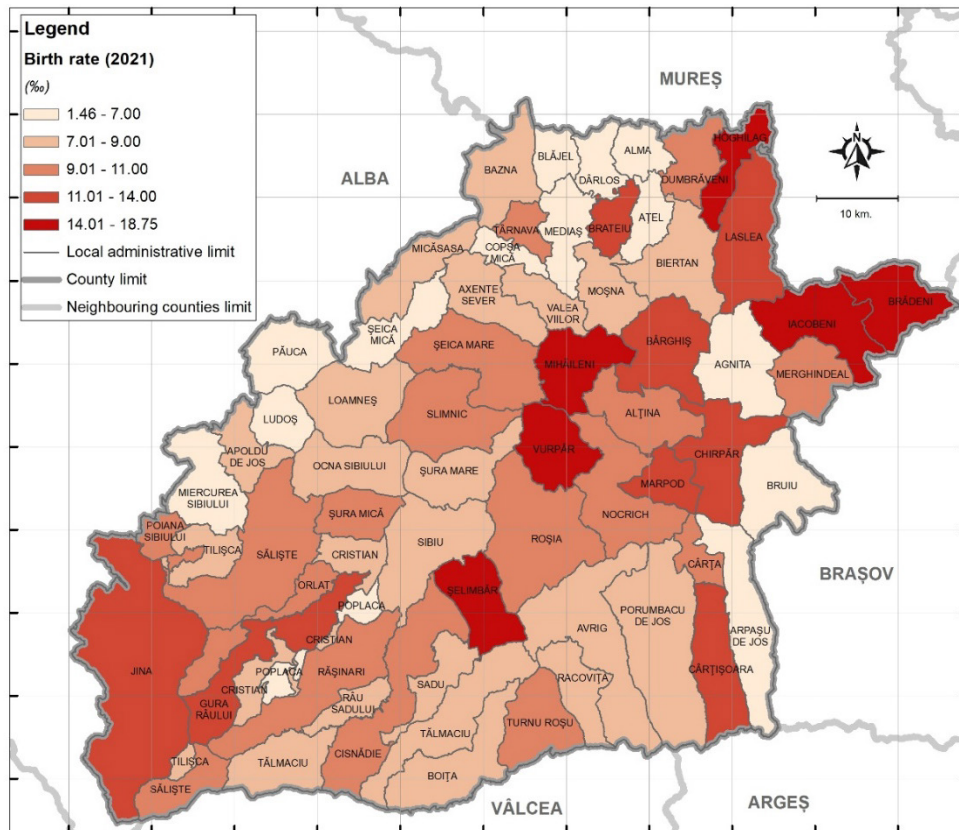 Legend
Birth rate (2021)
(‰)
1.46 - 7.00
7.01 - 9.00
9.01 - 11.00
11.01 - 14.00
14.01 - 18.75
Local administrative limit
County limit
Neighbouring counties limit
MUREȘ
ALBA
10 km.
HOGHILAG
BLĂJEL
ALMA
BAZNA
DÂRLOS
DUMBRĂVENI
TÂRNAVA
MEDIAȘ
BRATEIU
AȚEL
LASLEA
MICĂSASA
COPȘA
MICĂ
BIERTAN
AXENTE
SEVER
MOȘNA
VALEA
VIILOR
BRĂDENI
IACOBENI
ȘEICA
MICĂ
ȘEICA MARE
BÂRGHIȘ
PĂUCA
MIHĂILENI
AGNITA
MERGHINDEAL
LOAMNEȘ
SLIMNIC
ALȚINA
LUDOȘ
VURPĂR
CHIRPĂR
APOLDU
DE JOS
OCNA SIBIULUI
ȘURA MARE
MARPOD
BRUIU
MIERCUREA
SIBIULUI
ȘURA MICĂ
NOCRICH
POIANA
SIBIULUI
TILIȘCA
SĂLIȘTE
CRISTIAN
SIBIU
ROȘIA
CÂRȚA
BRAȘOV
ORLAT
ȘELIMBĂR
POPLACA
PORUMBACU
DE JOS
AVRIG
ARPAȘU
DE JOS
CRISTIAN
JINA
POPLACA
RĂȘINARI
CÂRȚIȘOARA
CRISTIAN
SADU
RACOVIȚA
GURA
RÂULUI
RÂU
SADULUI
TURNU ROȘU
TĂLMACIU
TILIȘCA
TĂLMACIU
CISNĂDIE
BOIȚA
SĂLIȘTE
VÂLCEA
ARGEȘ